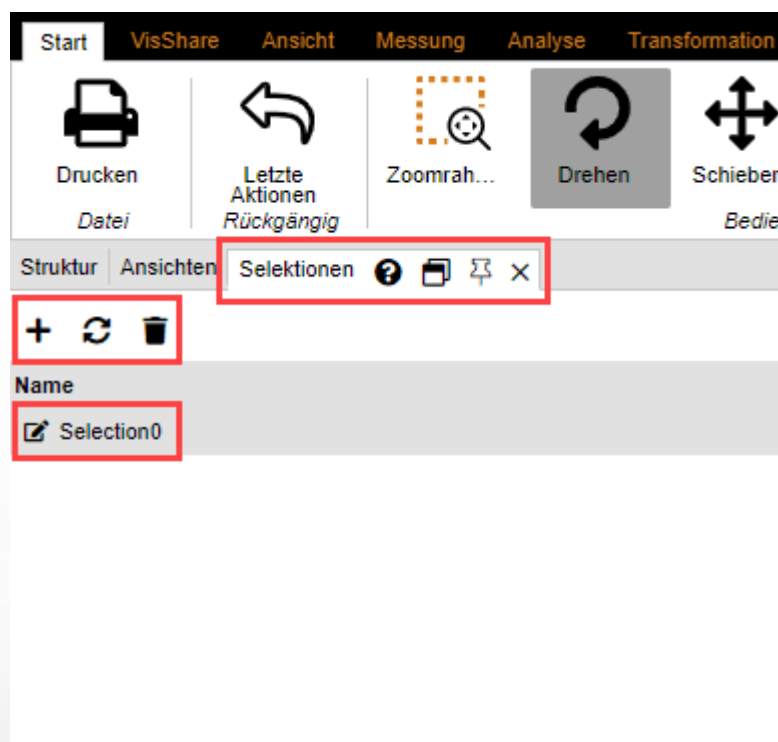 Start VisShare Ansicht Messung Analyse Transformation
Drucken Letzte Aktionen Zoomrah... Drehen Schieben
Datei Rückgängig Bedie
Struktur Ansichten Selektionen
Name
Selection0